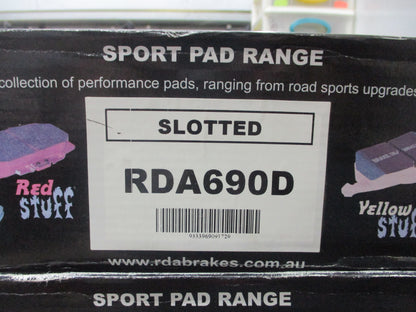 SPORT PAD RANGE
collection of performance pads, ranging from road sports upgrades
SLOTTED
RDA690D
9333969091729
Red Stuff
Yellow Stuff
www.rdabrakes.com.au
SPORT PAD RANGE